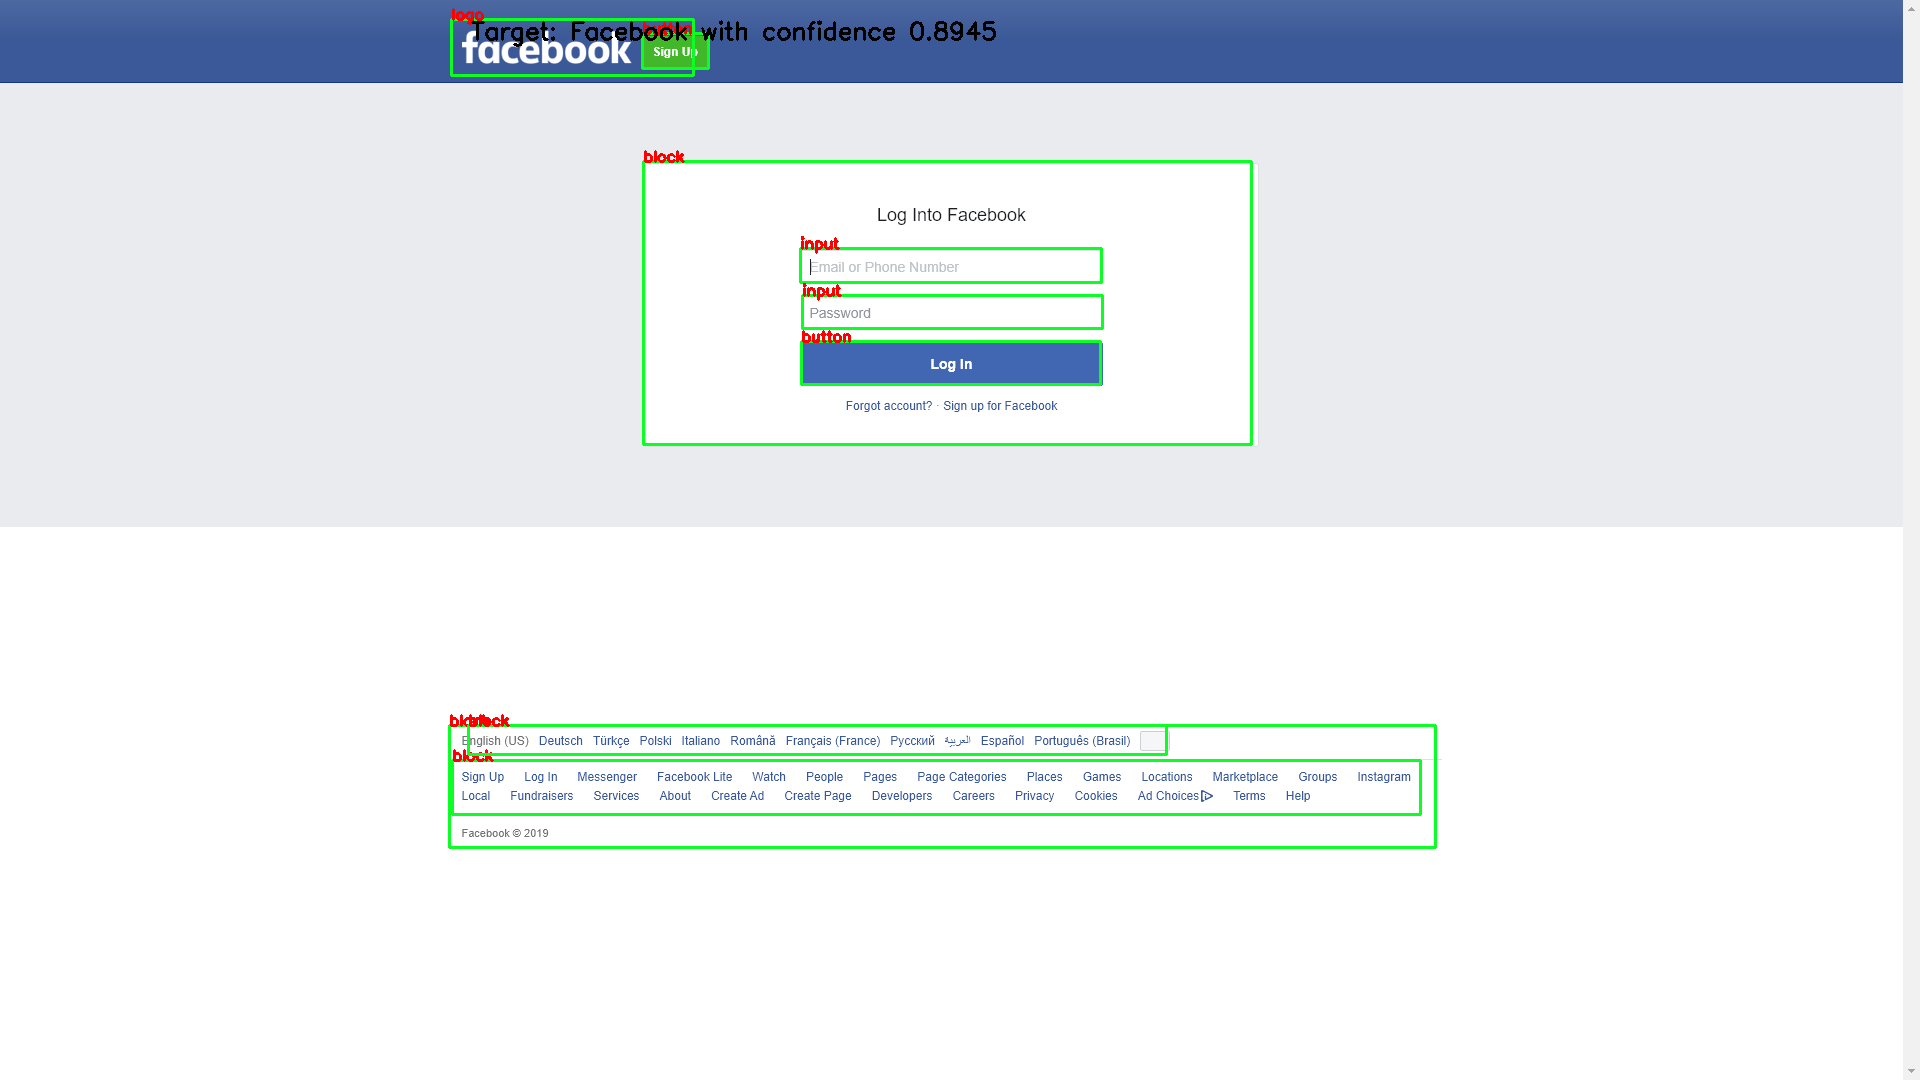 logo
Target: Facebook with confidence 0.8945
facebook
Sign Up
block
Log Into Facebook
input
Email or Phone Number
input
Password
button
Log In
Forgot account? · Sign up for Facebook
block
English (US) Deutsch Türkçe Polski Italiano Română Français (France) Русский العربية Español Português (Brasil)
block
Sign Up Log In Messenger Facebook Lite Watch People Pages Page Categories Places Games Locations Marketplace Groups Instagram
Local Fundraisers Services About Create Ad Create Page Developers Careers Privacy Cookies Ad Choices Terms Help
Facebook © 2019